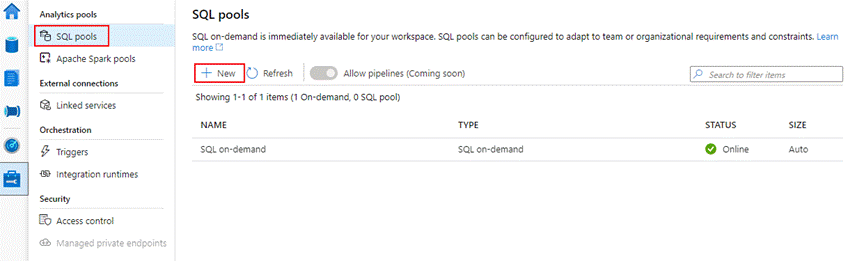 Analytics pools
SQL pools
Apache Spark pools
External connections
Linked services
Orchestration
Triggers
Integration runtimes
Security
Access control
Managed private endpoints
SQL pools
SQL on-demand is immediately available for your workspace. SQL pools can be configured to adapt to team or organizational requirements and constraints. Learn
more
New Refresh Allow pipelines (Coming soon) Search to filter items
Showing 1-1 of 1 items (1 On-demand, 0 SQL pool)
NAME TYPE STATUS SIZE
SQL on-demand SQL on-demand Online Auto